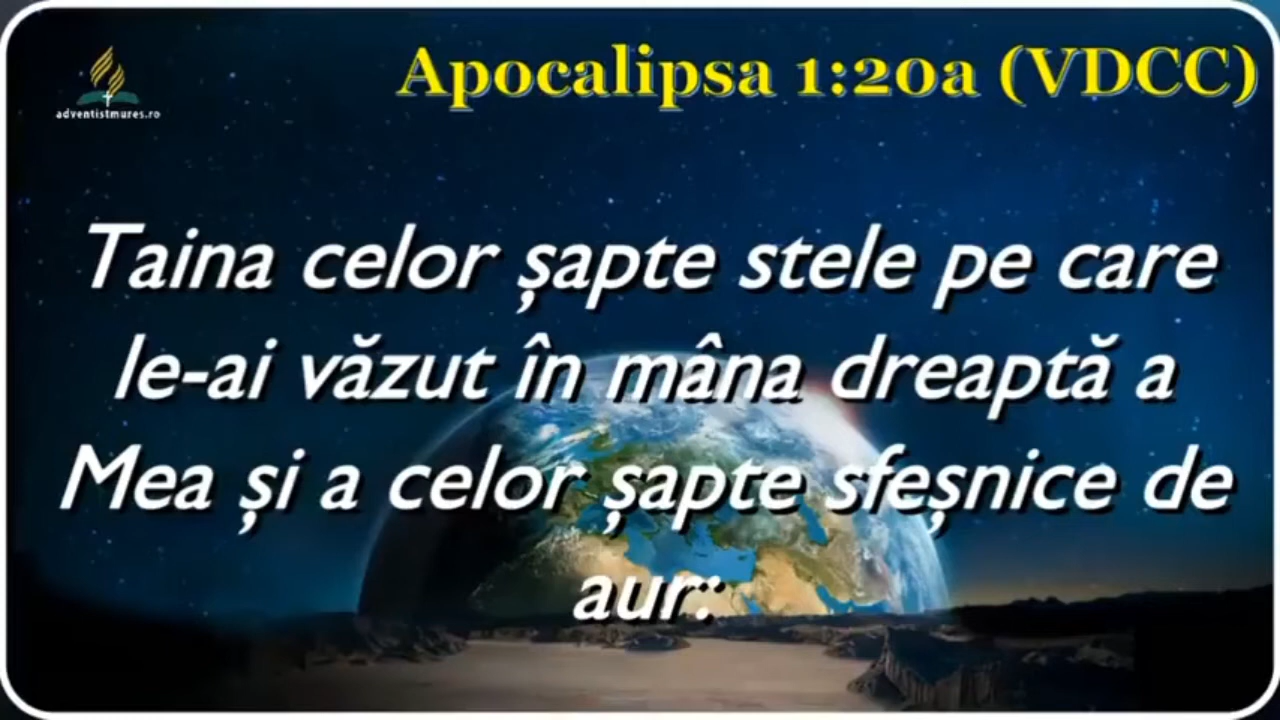 Apocalipsa 1:20a (VDCC)
adventistmures.ro
Taina celor șapte stele pe care
le-ai văzut în mâna dreaptă a
Mea și a celor șapte sfeșnice de
aur: